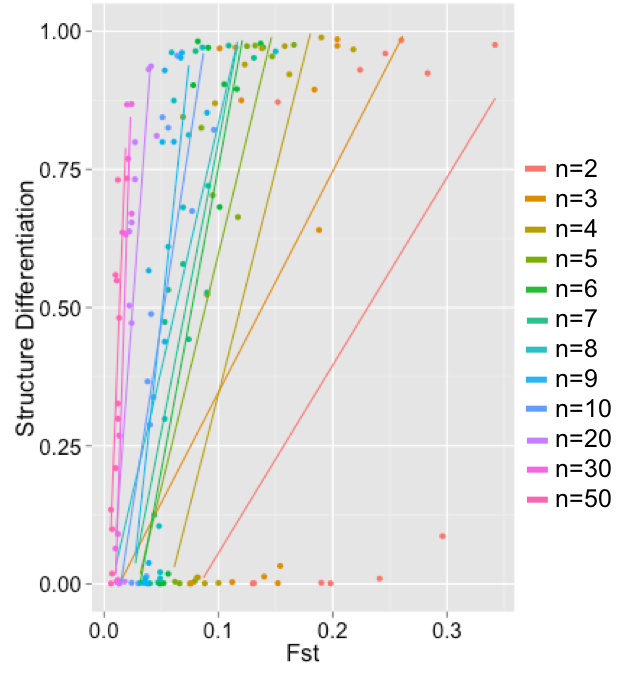 1.00
0.75
0.50
0.25
0.00
Structure Differentiation
0.0 0.1 0.2 0.3
Fst
n=2
n=3
n=4
n=5
n=6
n=7
n=8
n=9
n=10
n=20
n=30
n=50